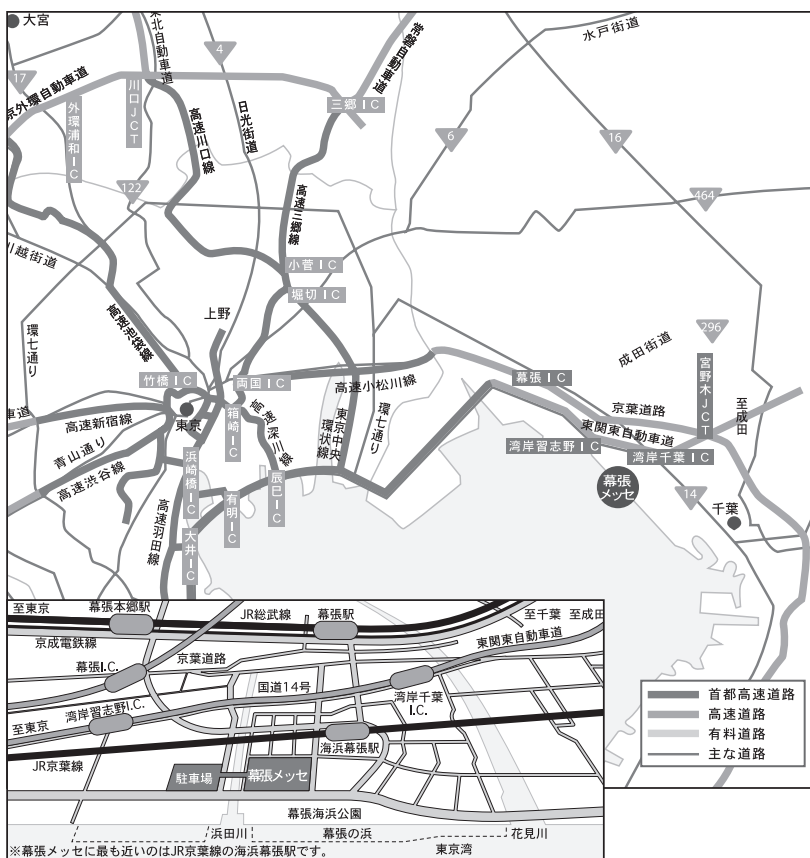 大宮
東北自動車道
4
常磐自動車道
水戸街道
17
京外環自動車道
外環浦和IC
川口JCT
高速川口線
日光街道
三郷IC
6
16
122
高速三郷線
464
川越街道
小菅IC
堀切IC
上野
高速池袋線
環七通り
296
成田街道
宮野木JCT
竹橋IC
両国IC
高速小松川線
幕張IC
京葉道路
至成田
車道
高速新宿線
東京
箱崎IC
高速深川線
東京中央環状線
環七通り
東関東自動車道
湾岸習志野IC
湾岸千葉IC
青山通り
高速渋谷線
浜崎橋IC
有明IC
辰巳IC
幕張メッセ
14
千葉
高速羽田線
大井IC
至東京
幕張本郷駅
JR総武線
幕張駅
至千葉
至成田
京成電鉄線
京葉道路
東関東自動車道
幕張I.C.
国道14号
湾岸千葉I.C.
湾岸習志野I.C.
至東京
海浜幕張駅
JR京葉線
駐車場
幕張メッセ
幕張海浜公園
浜田川
幕張の浜
花見川
※幕張メッセに最も近いのはJR京葉線の海浜幕張駅です。
東京湾
首都高速道路
高速道路
有料道路
主な道路